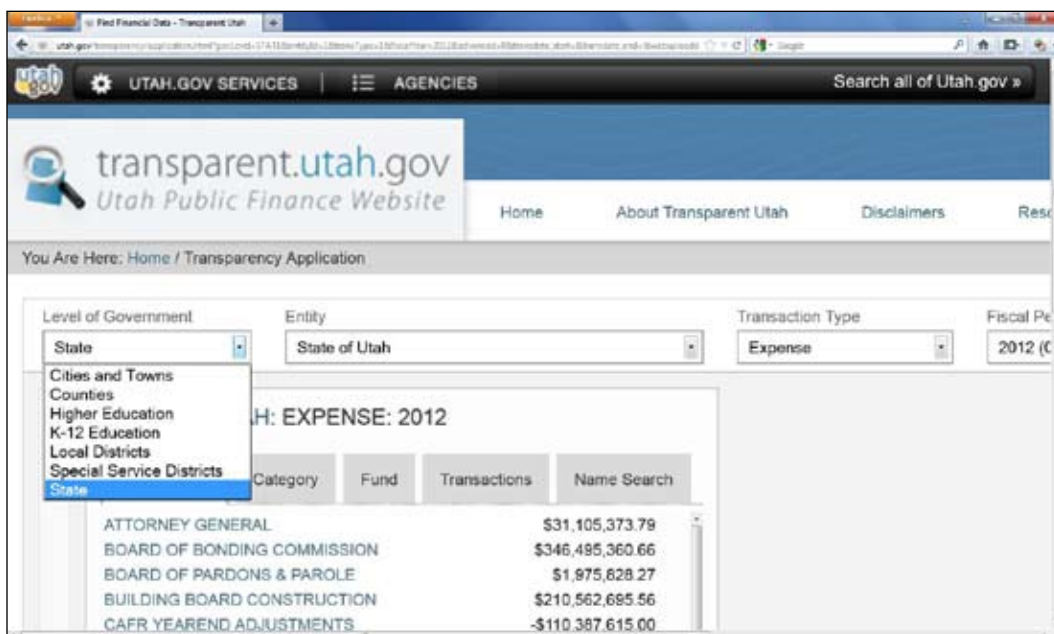 Find Financial Data - Transparent Utah
utah gov
UTAH.GOV SERVICES | AGENCIES Search all of Utah.gov »
transparent.utah.gov
Utah Public Finance Website
Home About Transparent Utah Disclaimers
You Are Here: Home / Transparency Application
Level of Government Entity Transaction Type Fiscal
State State of Utah Expense 2012
Cities and Towns
Counties
Higher Education
K-12 Education
Local Districts
Special Service Districts
State
EXPENSE: 2012
Category Fund Transactions Name Search
ATTORNEY GENERAL $31,105,373.79
BOARD OF BONDING COMMISSION $346,495,360.66
BOARD OF PARDONS & PAROLE $1,975,828.27
BUILDING BOARD CONSTRUCTION $210,562,695.56
CAFR YEAREND ADJUSTMENTS -$110,387,615.00